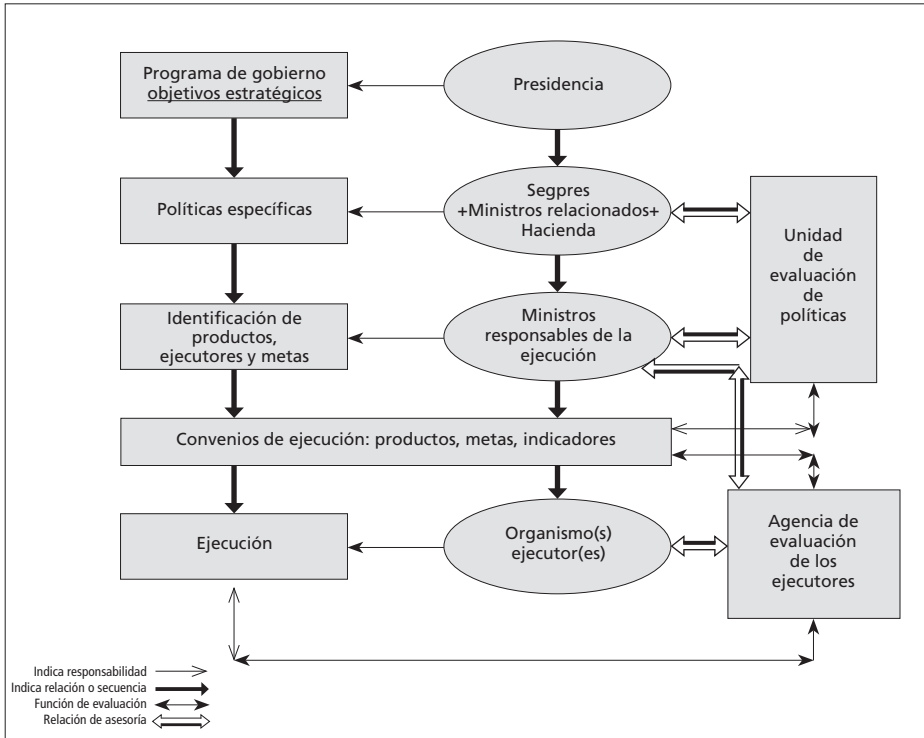 Programa de gobierno
objetivos estratégicos
Presidencia
Políticas específicas
Segpres
+Ministros relacionados+
Hacienda
Unidad
de
evaluación
de
políticas
Identificación de
productos,
ejecutores y metas
Ministros
responsables de la
ejecución
Convenios de ejecución: productos, metas, indicadores
Ejecución
Organismo(s)
ejecutor(es)
Agencia de
evaluación
de los
ejecutores
Indica responsabilidad
Indica relación o secuencia
Función de evaluación
Relación de asesoría